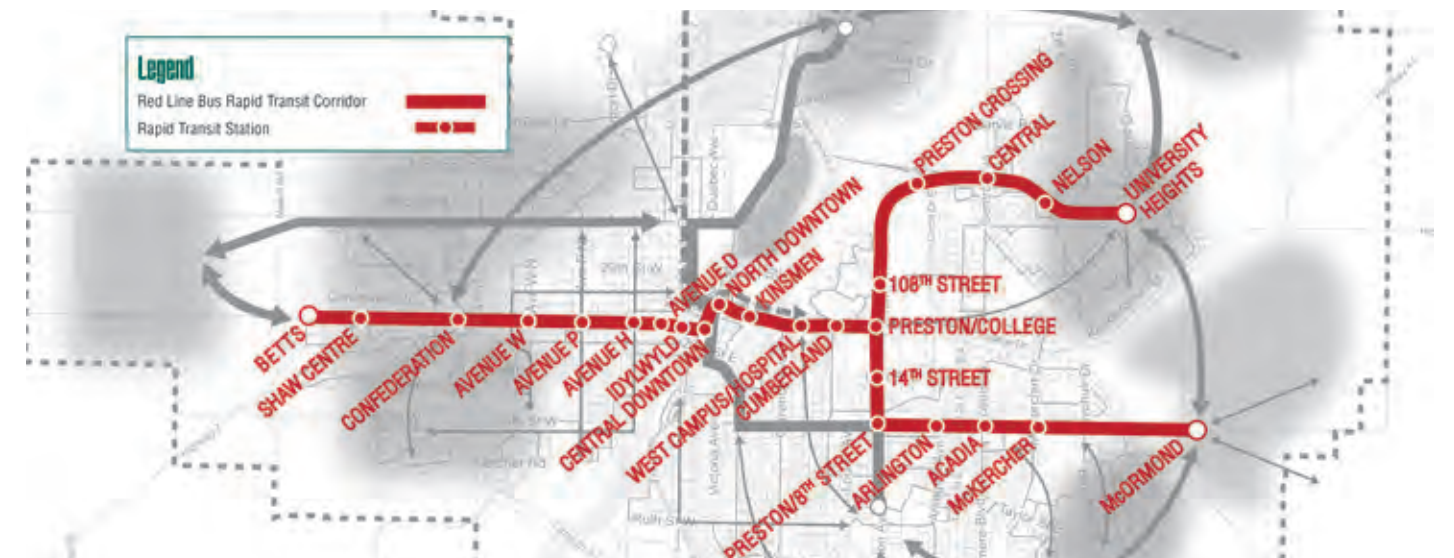 Legend
Red Line Bus Rapid Transit Corridor
Rapid Transit Station
PRESTON CROSSING
CENTRAL
NELSON
UNIVERSITY
HEIGHTS
NORTH DOWNTOWN
KINSMEN
AVENUE D
108TH STREET
PRESTON/COLLEGE
14TH STREET
BETTS
SHAW CENTRE
CONFEDERATION
AVENUE W
AVENUE P
AVENUE H
IDYLWYLD
CENTRAL DOWNTOWN
WEST CAMPUS/HOSPITAL
CUMBERLAND
PRESTON/8TH STREET
ARLINGTON
ACADIA
McKERCHER
McORMOND